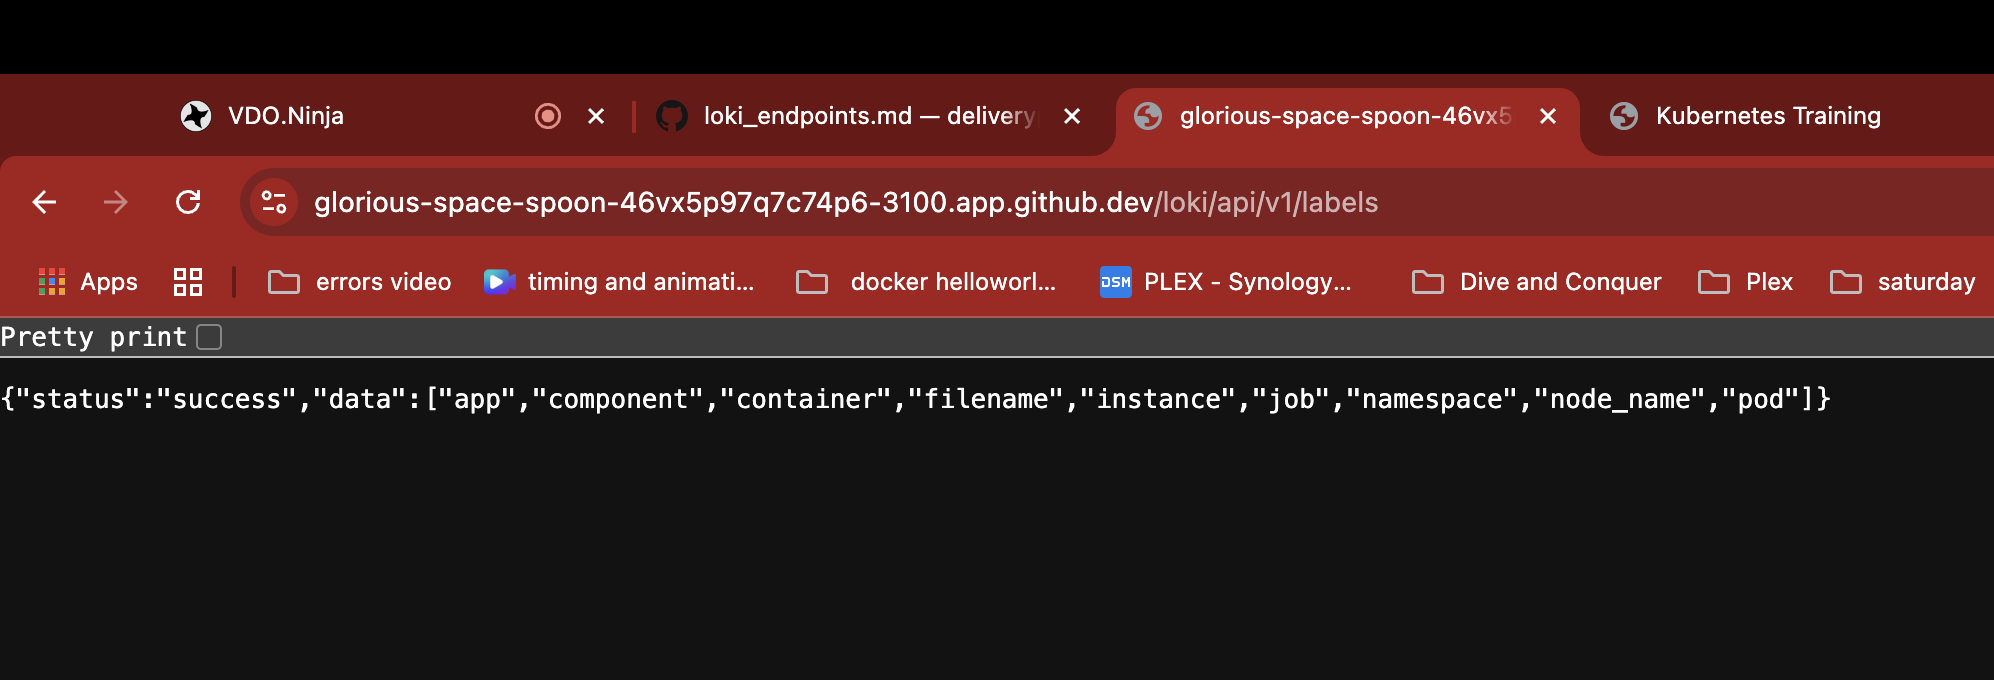 VDO.Ninja
loki_endpoints.md — delivery
glorious-space-spoon-46vx5
Kubernetes Training
glorious-space-spoon-46vx5p97q7c74p6-3100.app.github.dev/loki/api/v1/labels
Apps errors video timing and animati... docker helloworl... DSM PLEX - Synology... Dive and Conquer Plex saturday
Pretty print
{"status":"success","data":["app","component","container","filename","instance","job","namespace","node_name","pod"]}